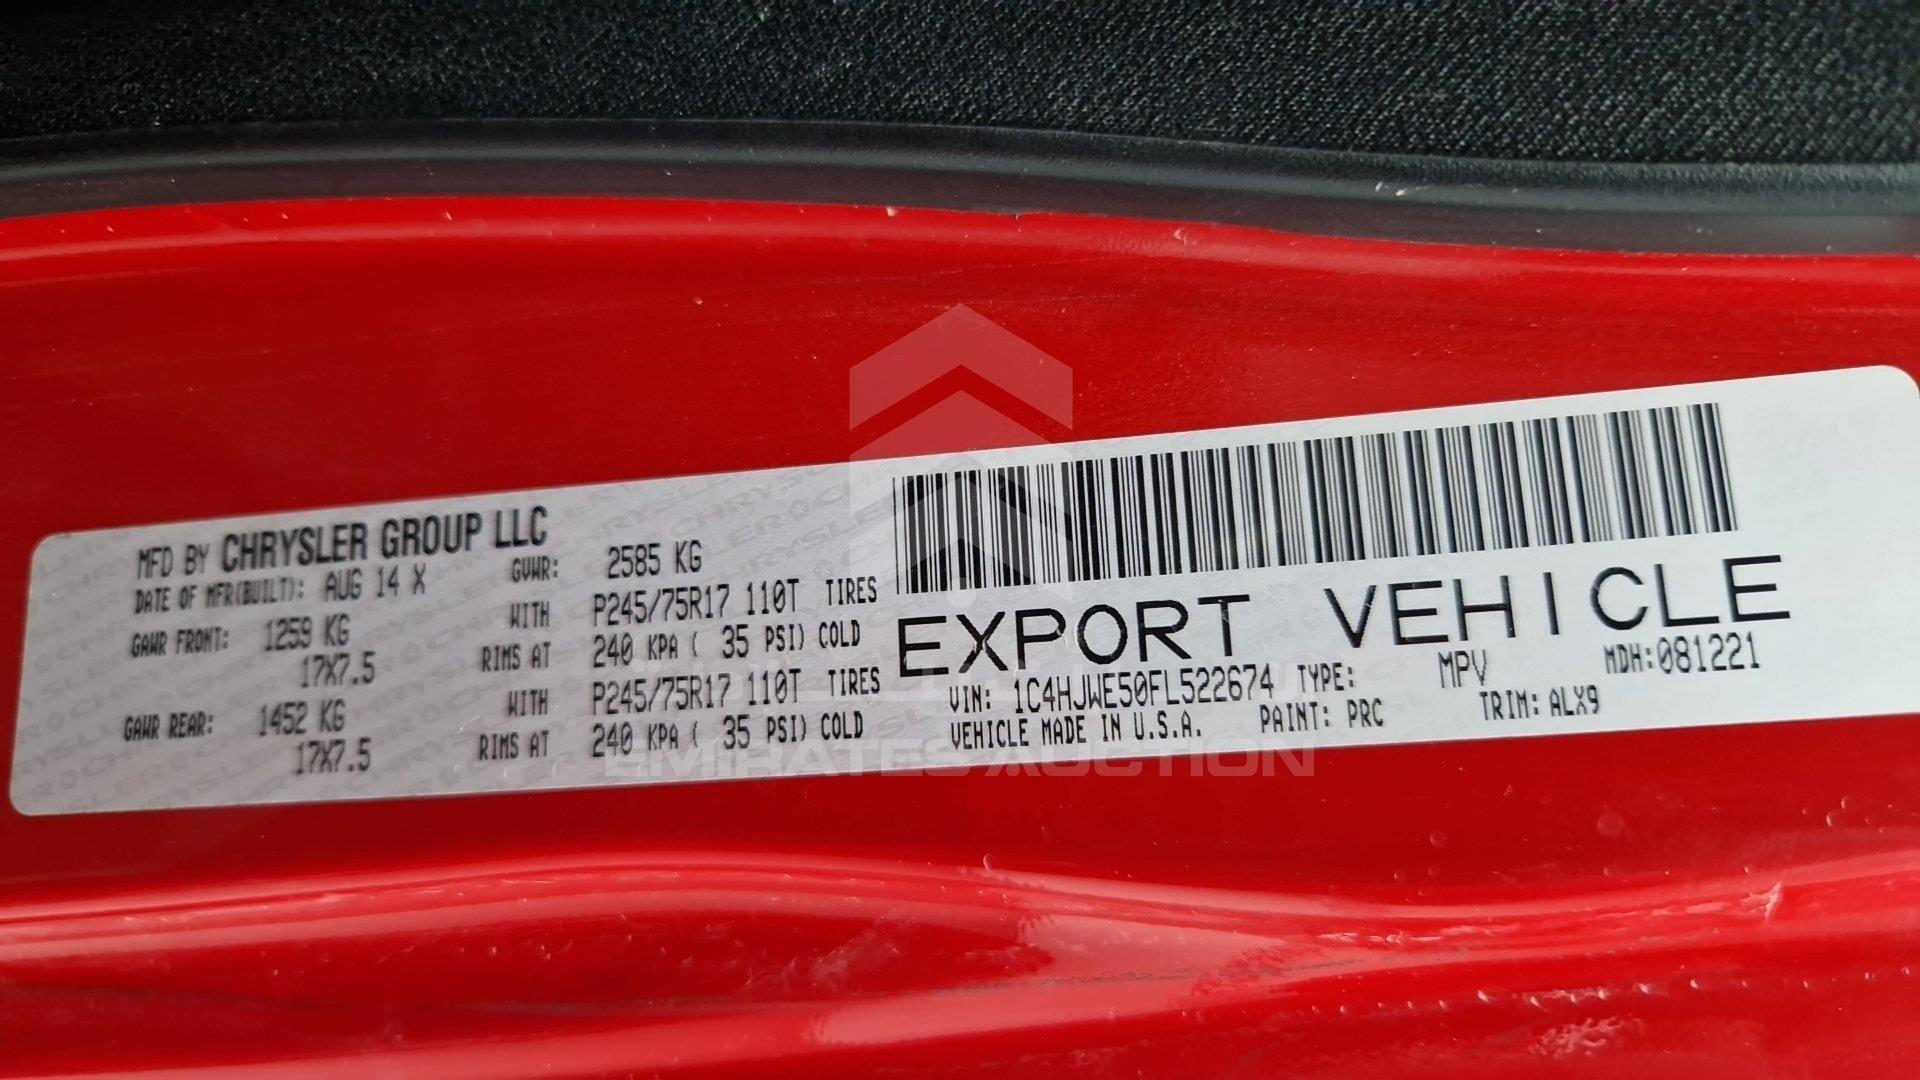 MFD BY CHRYSLER GROUP LLC
DATE OF MFR(BUILT): AUG 14 X GVWR: 2585 KG
GAWR FRONT: 1259 KG WITH P245/75R17 110T TIRES
17X7.5 RIMS AT 240 KPA ( 35 PSI) COLD
GAWR REAR: 1452 KG WITH P245/75R17 110T TIRES
17X7.5 RIMS AT 240 KPA ( 35 PSI) COLD
EXPORT VEHICLE
VIN: 1C4HJWE50FL522674 TYPE: MPV MDH:081221
VEHICLE MADE IN U.S.A. PAINT: PRC TRIM: ALX9
EMIRATES AUCTION